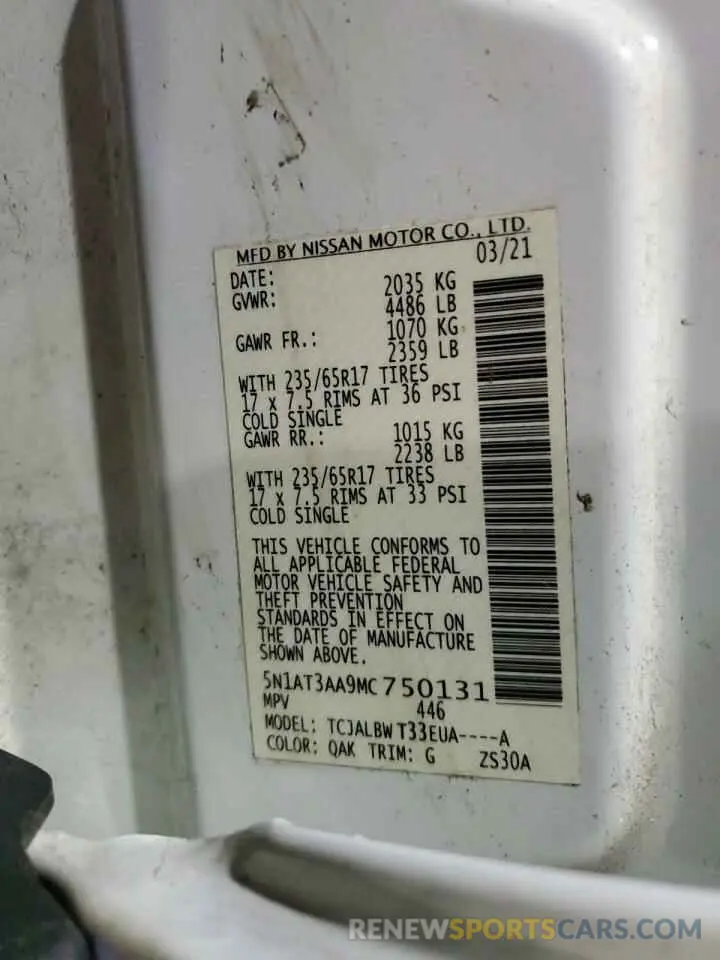 MFD BY NISSAN MOTOR CO., LTD.
DATE: 03/21
GVWR: 2035 KG
4486 LB
GAWR FR.: 1070 KG
2359 LB
WITH 235/65R17 TIRES
17 x 7.5 RIMS AT 36 PSI
COLD SINGLE
GAWR RR.: 1015 KG
2238 LB
WITH 235/65R17 TIRES
17 x 7.5 RIMS AT 33 PSI
COLD SINGLE
THIS VEHICLE CONFORMS TO
ALL APPLICABLE FEDERAL
MOTOR VEHICLE SAFETY AND
THEFT PREVENTION
STANDARDS IN EFFECT ON
THE DATE OF MANUFACTURE
SHOWN ABOVE.
5N1AT3AA9MC750131
MPV 446
MODEL: TCJALBW T33EUA----A
COLOR: QAK TRIM: G ZS30A
RENEWSPORTSCARS.COM